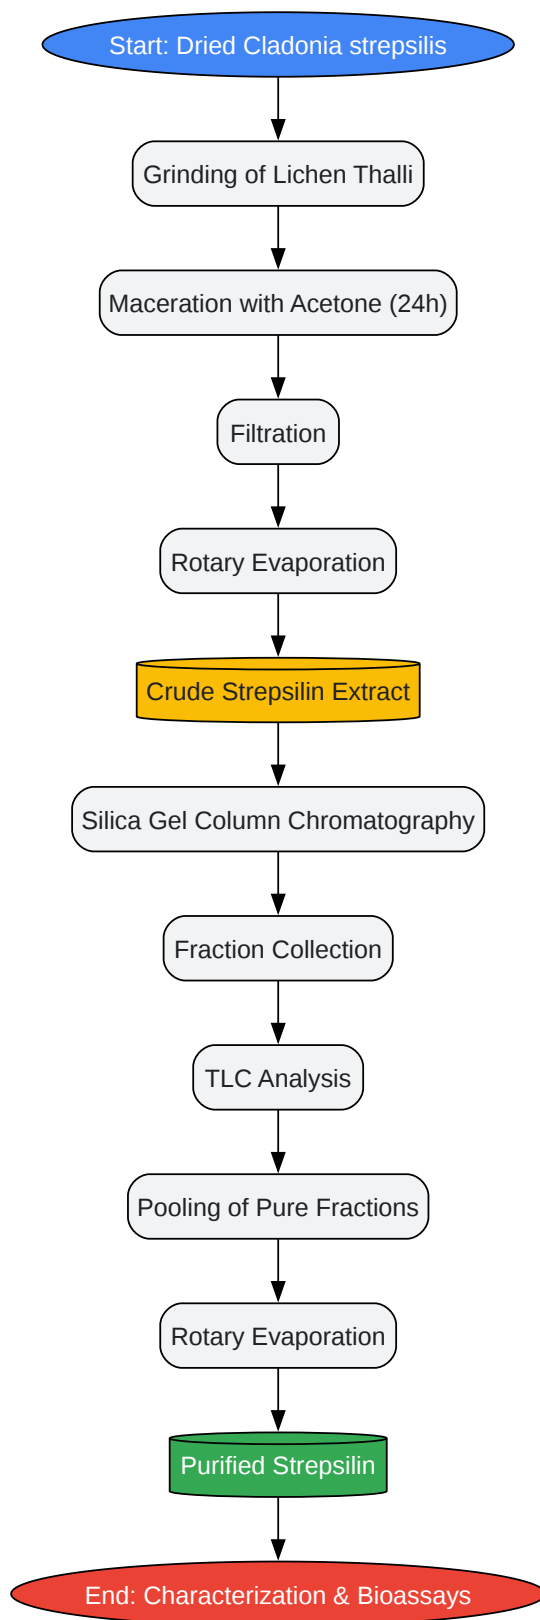 Start: Dried Cladonia strepsilis
Grinding of Lichen Thalli
Maceration with Acetone (24h)
Filtration
Rotary Evaporation
Crude Strepsilin Extract
Silica Gel Column Chromatography
Fraction Collection
TLC Analysis
Pooling of Pure Fractions
Rotary Evaporation
Purified Strepsilin
End: Characterization & Bioassays